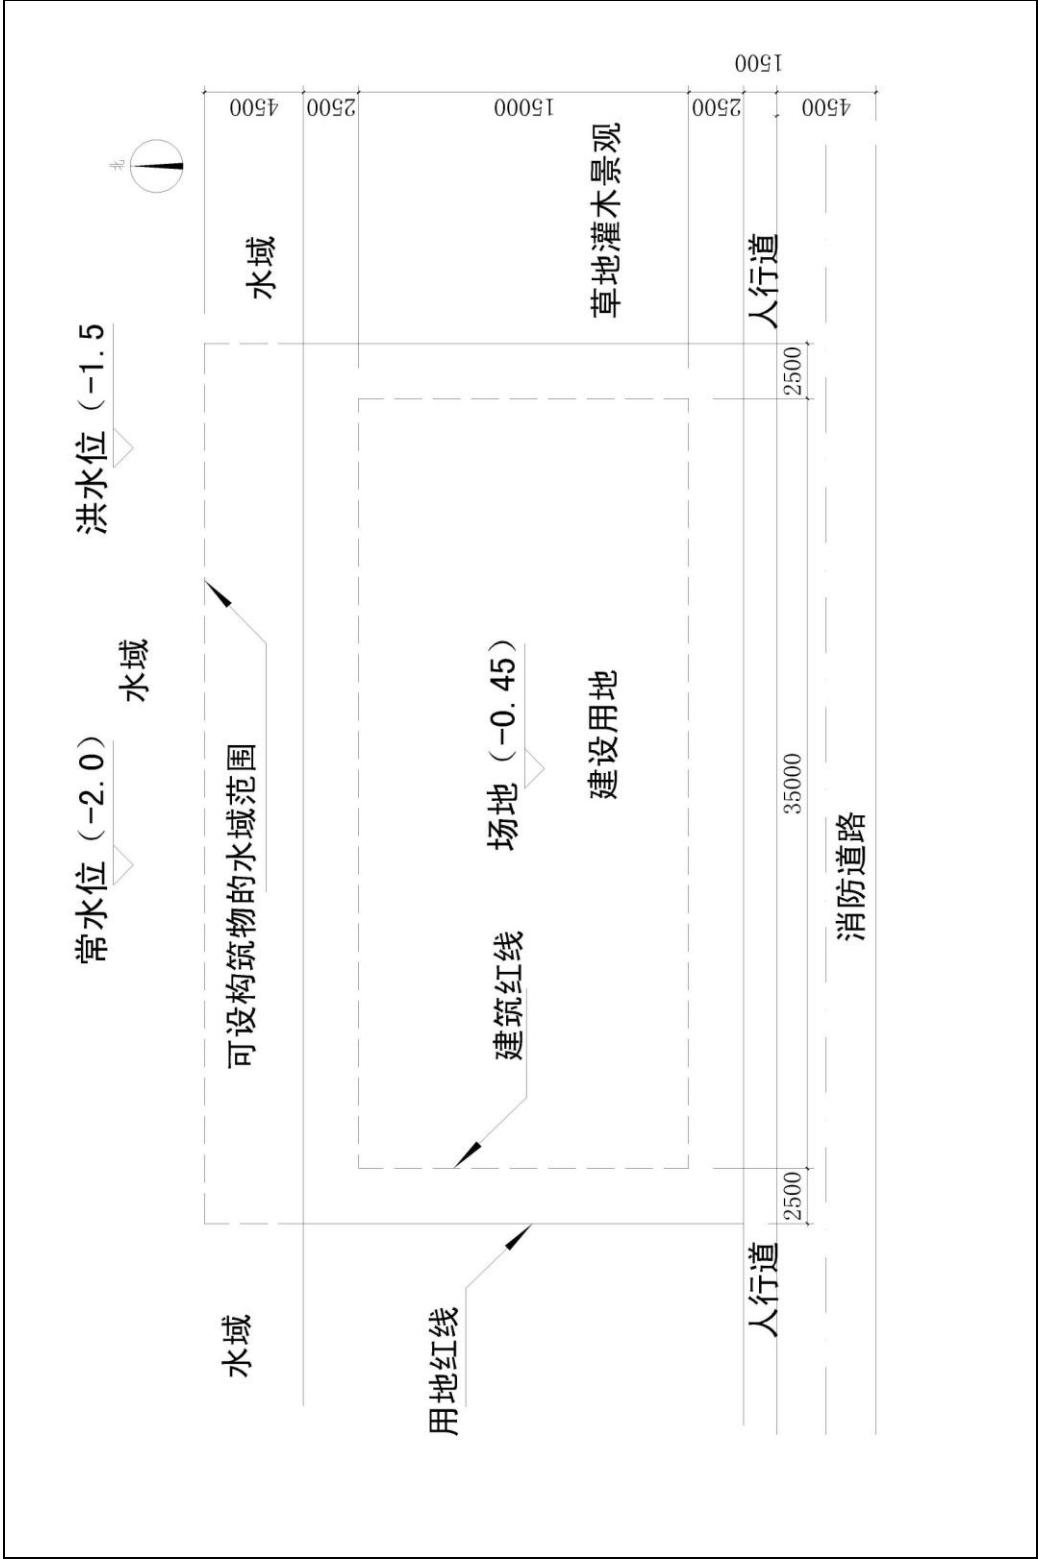 北
常水位（-2.0）
洪水位（-1.5
水域
可设构筑物的水域范围
水域
水域
4500
2500
15000
2500
1500
4500
用地红线
建筑红线
场地（-0.45）
建设用地
草地灌木景观
人行道
人行道
2500
35000
2500
消防道路